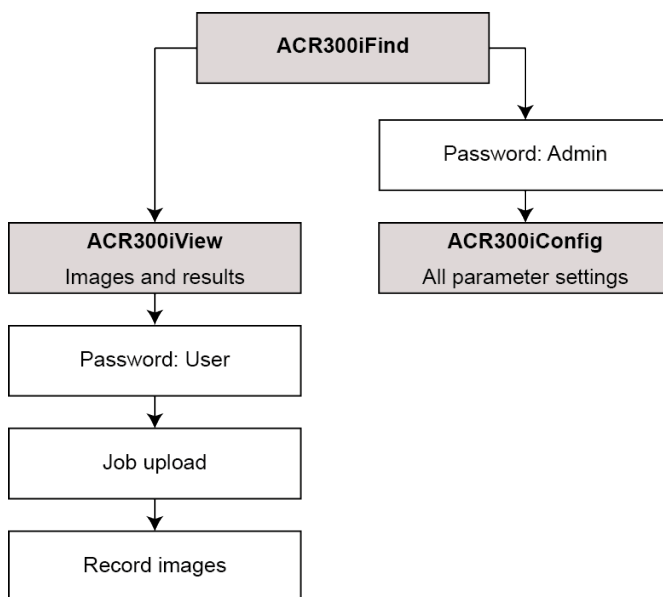 ACR300iFind
Password: Admin
ACR300iView
Images and results
ACR300iConfig
All parameter settings
Password: User
Job upload
Record images